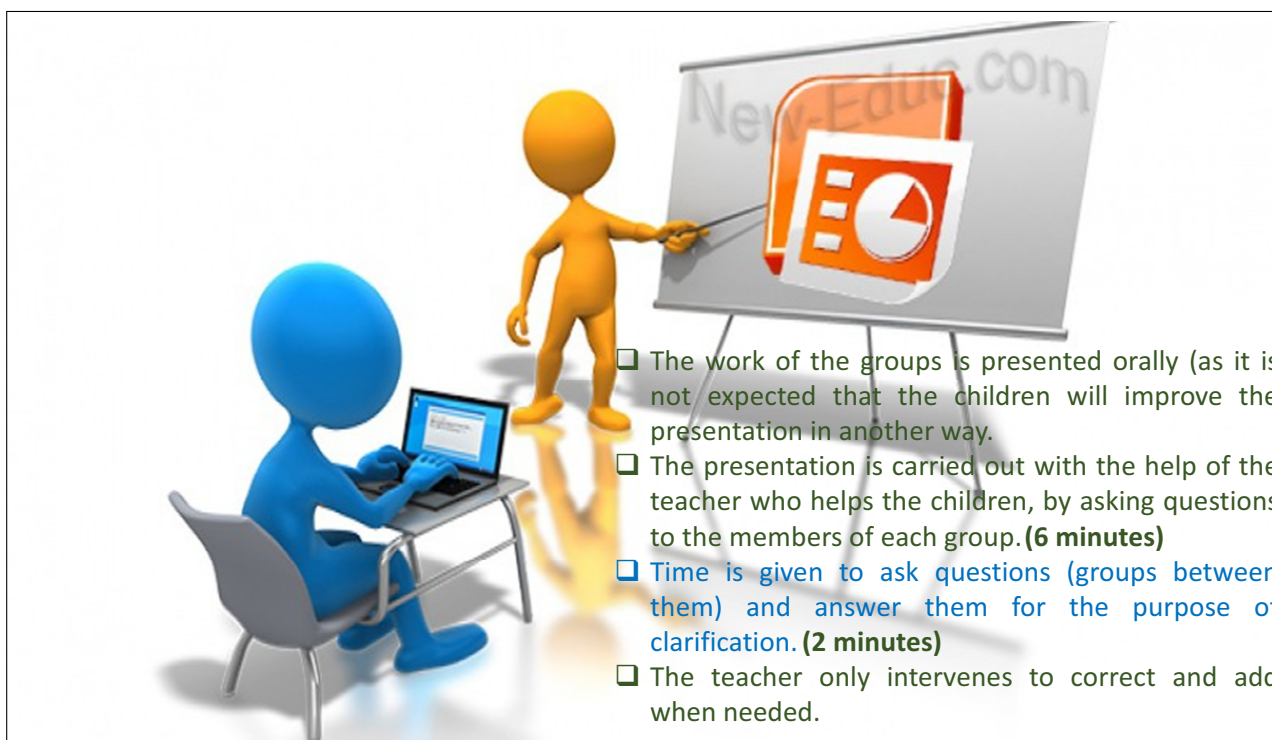 New-Educ.com
❑ The work of the groups is presented orally (as it is
not expected that the children will improve the
presentation in another way.
❑ The presentation is carried out with the help of the
teacher who helps the children, by asking questions
to the members of each group. (6 minutes)
❑ Time is given to ask questions (groups between
them) and answer them for the purpose of
clarification. (2 minutes)
❑ The teacher only intervenes to correct and add
when needed.